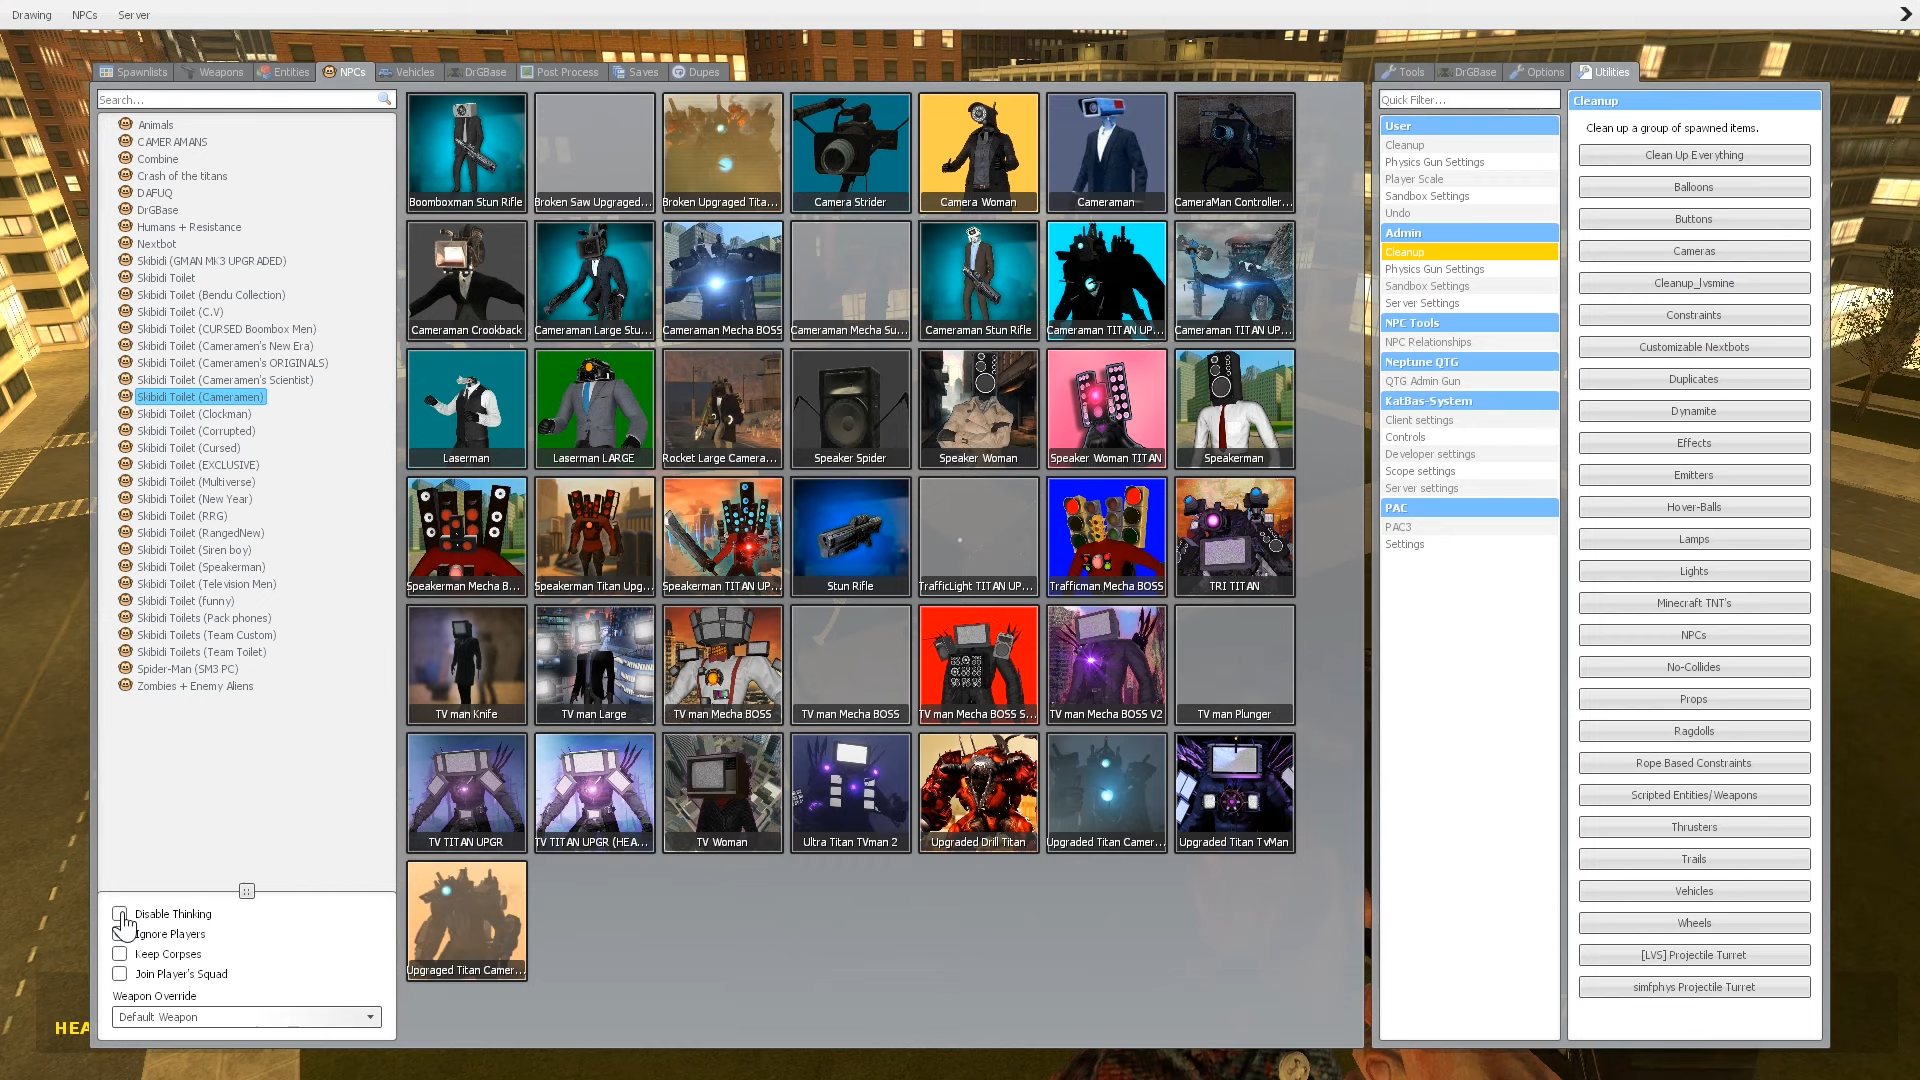 Drawing NPCs Server
Spawnlists Weapons Entities NPCs Vehicles DrGBase Post Process Saves Dupes
Tools DrGBase Options Utilities
Search...
Animals
CAMERAMANS
Combine
Crash of the titans
DAFUQ
DrGBase
Humans + Resistance
Nextbot
Skibidi (GMAN MK3 UPGRADED)
Skibidi Toilet
Skibidi Toilet (Bendu Collection)
Skibidi Toilet (C.V)
Skibidi Toilet (CURSED Boombox Men)
Skibidi Toilet (Cameramen's New Era)
Skibidi Toilet (Cameramen's ORIGINALS)
Skibidi Toilet (Cameramen's Scientist)
Skibidi Toilet (Cameramen)
Skibidi Toilet (Clockman)
Skibidi Toilet (Corrupted)
Skibidi Toilet (Cursed)
Skibidi Toilet (EXCLUSIVE)
Skibidi Toilet (Multiverse)
Skibidi Toilet (New Year)
Skibidi Toilet (RRG)
Skibidi Toilet (RangedNew)
Skibidi Toilet (Siren boy)
Skibidi Toilet (Speakerman)
Skibidi Toilet (Television Men)
Skibidi Toilet (funny)
Skibidi Toilets (Pack phones)
Skibidi Toilets (Team Custom)
Skibidi Toilets (Team Toilet)
Spider-Man (SM3 PC)
Zombies + Enemy Aliens
Disable Thinking
Ignore Players
Keep Corpses
Join Player's Squad
Weapon Override
Default Weapon
HEA
Boomboxman Stun Rifle Broken Saw Upgraded... Broken Upgraded Tita... Camera Strider Camera Woman Cameraman CameraMan Controller...
Cameraman Crookback Cameraman Large Stu... Cameraman Mecha BOSS Cameraman Mecha Su... Cameraman Stun Rifle Cameraman TITAN UP... Cameraman TITAN UP...
Laserman Laserman LARGE Rocket Large Camera... Speaker Spider Speaker Woman Speaker Woman TITAN Speakerman
Speakerman Mecha B... Speakerman Titan Upg... Speakerman TITAN UP... Stun Rifle TrafficLight TITAN UP... Trafficman Mecha BOSS TRI TITAN
TV man Knife TV man Large TV man Mecha BOSS TV man Mecha BOSS TV man Mecha BOSS S... TV man Mecha BOSS V2 TV man Plunger
TV TITAN UPGR TV TITAN UPGR (HEA... TV Woman Ultra Titan TVman 2 Upgraded Drill Titan Upgraded Titan Camer... Upgraded Titan TvMan
Upgraged Titan Camer...
Quick Filter...
User
Cleanup
Physics Gun Settings
Player Scale
Sandbox Settings
Undo
Admin
Cleanup
Physics Gun Settings
Sandbox Settings
Server Settings
NPC Tools
NPC Relationships
Neptune QTG
QTG Admin Gun
KatBas-System
Client settings
Controls
Developer settings
Scope settings
Server settings
PAC
PAC3
Settings
Cleanup
Clean up a group of spawned items.
Clean Up Everything
Balloons
Buttons
Cameras
Cleanup_lvsmine
Constraints
Customizable Nextbots
Duplicates
Dynamite
Effects
Emitters
Hover-Balls
Lamps
Lights
Minecraft TNT's
NPCs
No-Collides
Props
Ragdolls
Rope Based Constraints
Scripted Entities/Weapons
Thrusters
Trails
Vehicles
Wheels
[LVS] Projectile Turret
simfphys Projectile Turret